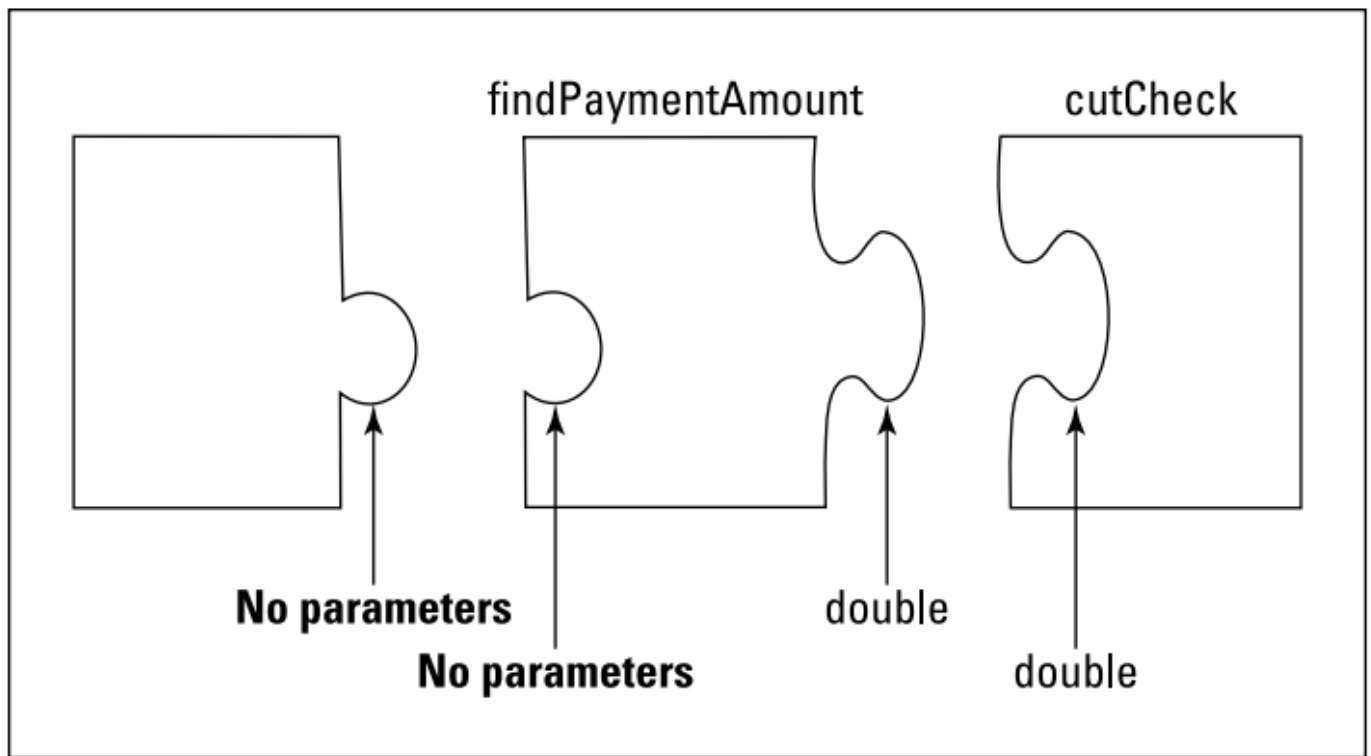 findPaymentAmount
cutCheck
No parameters
double
No parameters
double